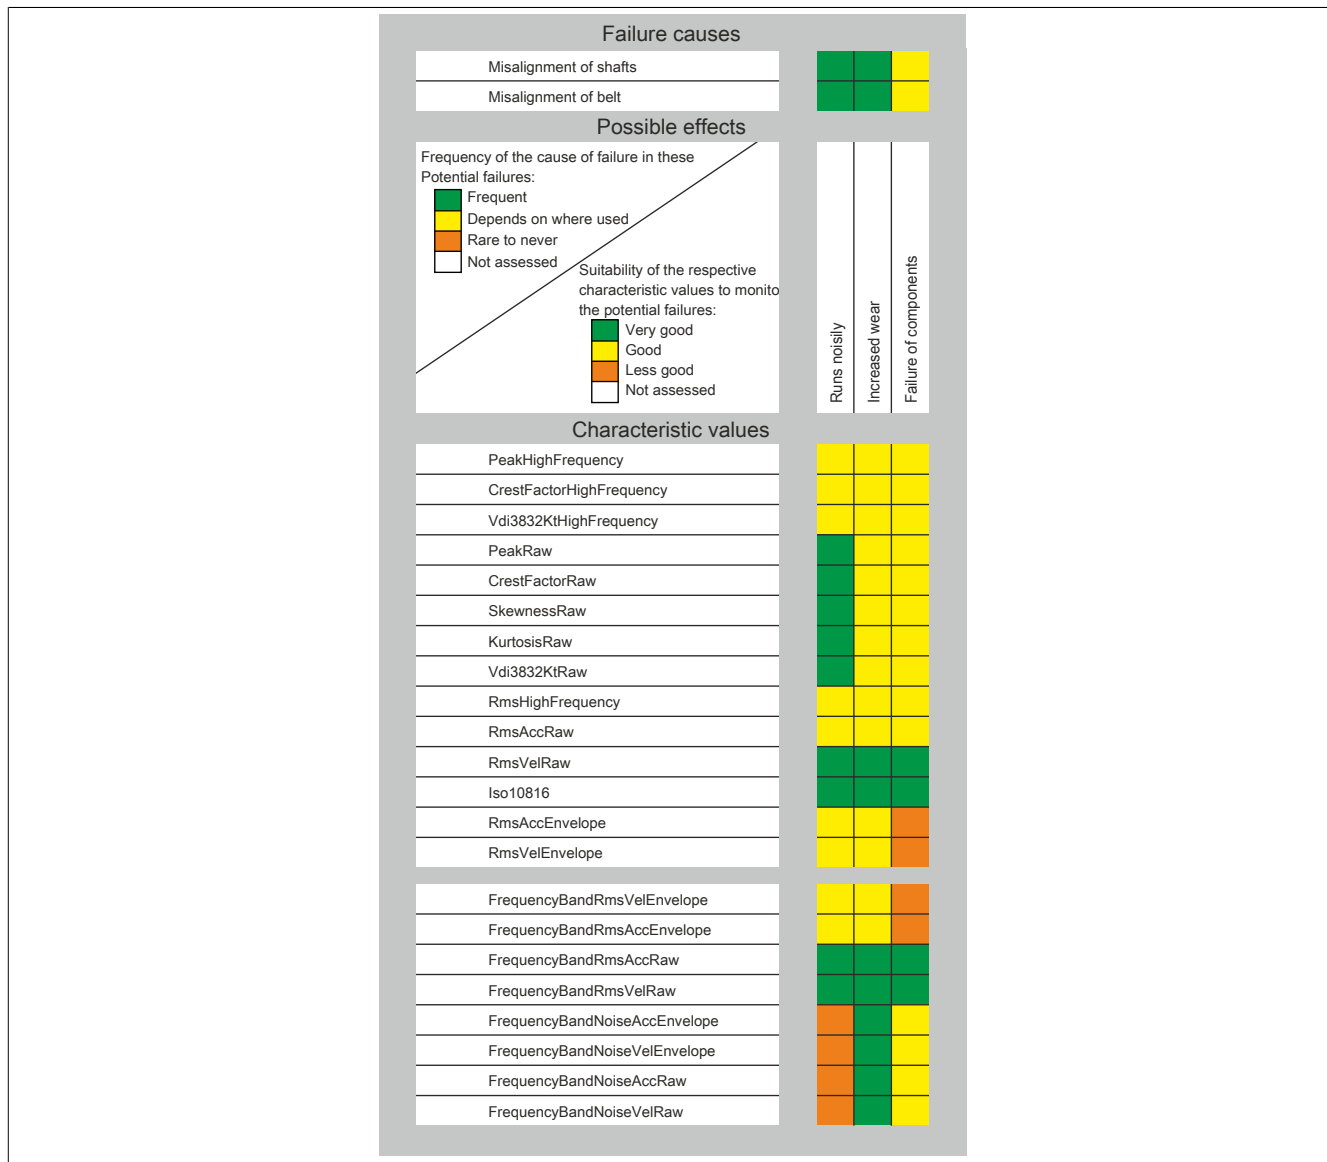 Failure causes
Misalignment of shafts
Misalignment of belt
Possible effects
Frequency of the cause of failure in these
Potential failures:
Frequent
Depends on where used
Rare to never
Not assessed
Suitability of the respective
characteristic values to monito
the potential failures:
Very good
Good
Less good
Not assessed
Runs noisily
Increased wear
Failure of components
Characteristic values
PeakHighFrequency
CrestFactorHighFrequency
Vdi3832KtHighFrequency
PeakRaw
CrestFactorRaw
SkewnessRaw
KurtosisRaw
Vdi3832KtRaw
RmsHighFrequency
RmsAccRaw
RmsVelRaw
Iso10816
RmsAccEnvelope
RmsVelEnvelope
FrequencyBandRmsVelEnvelope
FrequencyBandRmsAccEnvelope
FrequencyBandRmsAccRaw
FrequencyBandRmsVelRaw
FrequencyBandNoiseAccEnvelope
FrequencyBandNoiseVelEnvelope
FrequencyBandNoiseAccRaw
FrequencyBandNoiseVelRaw